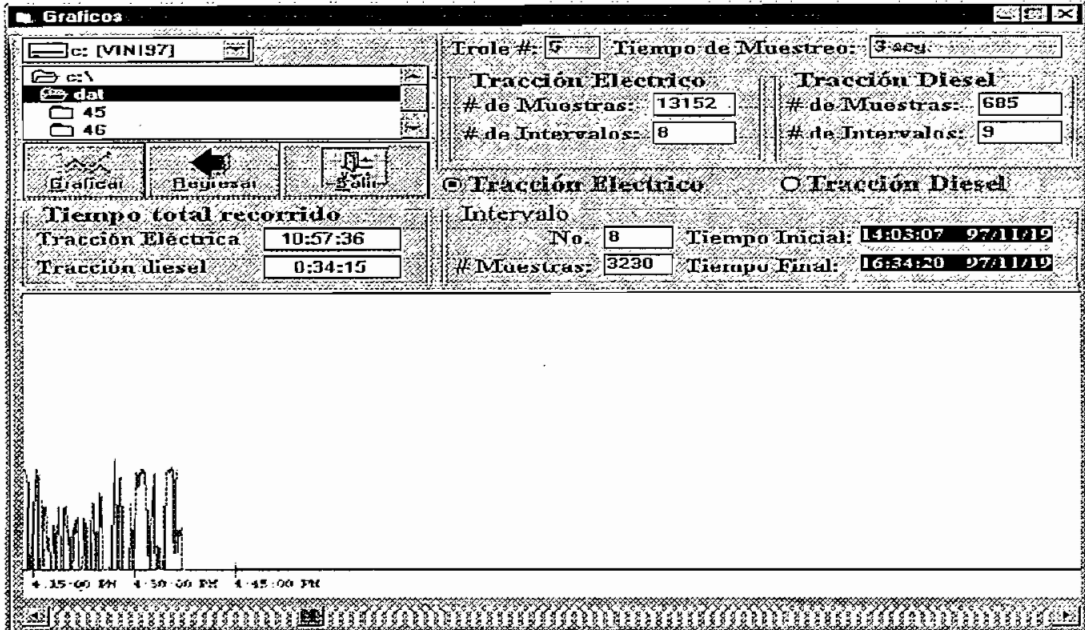 Graficos
c: [VINI97]
c:\
dat
45
46
Graficar
Regresar
Salir
Trole #:
Tiempo de Muestreo: 3 seg.
Tracción Electrico
# de Muestras: 13152
# de Intervalos: 8
Tracción Diesel
# de Muestras: 685
# de Intervalos: 9
Tracción Electrico
Tracción Diesel
Tiempo total recorrido
Tracción Eléctrica 10:57:36
Tracción diesel 0:34:15
Intervalo
No. 8
Tiempo Inicial: 14:03:07 97/11/19
# Muestras: 3230
Tiempo Final: 16:34:20 97/11/19
4:15:00 PM 4:30:00 PM 4:45:00 PM